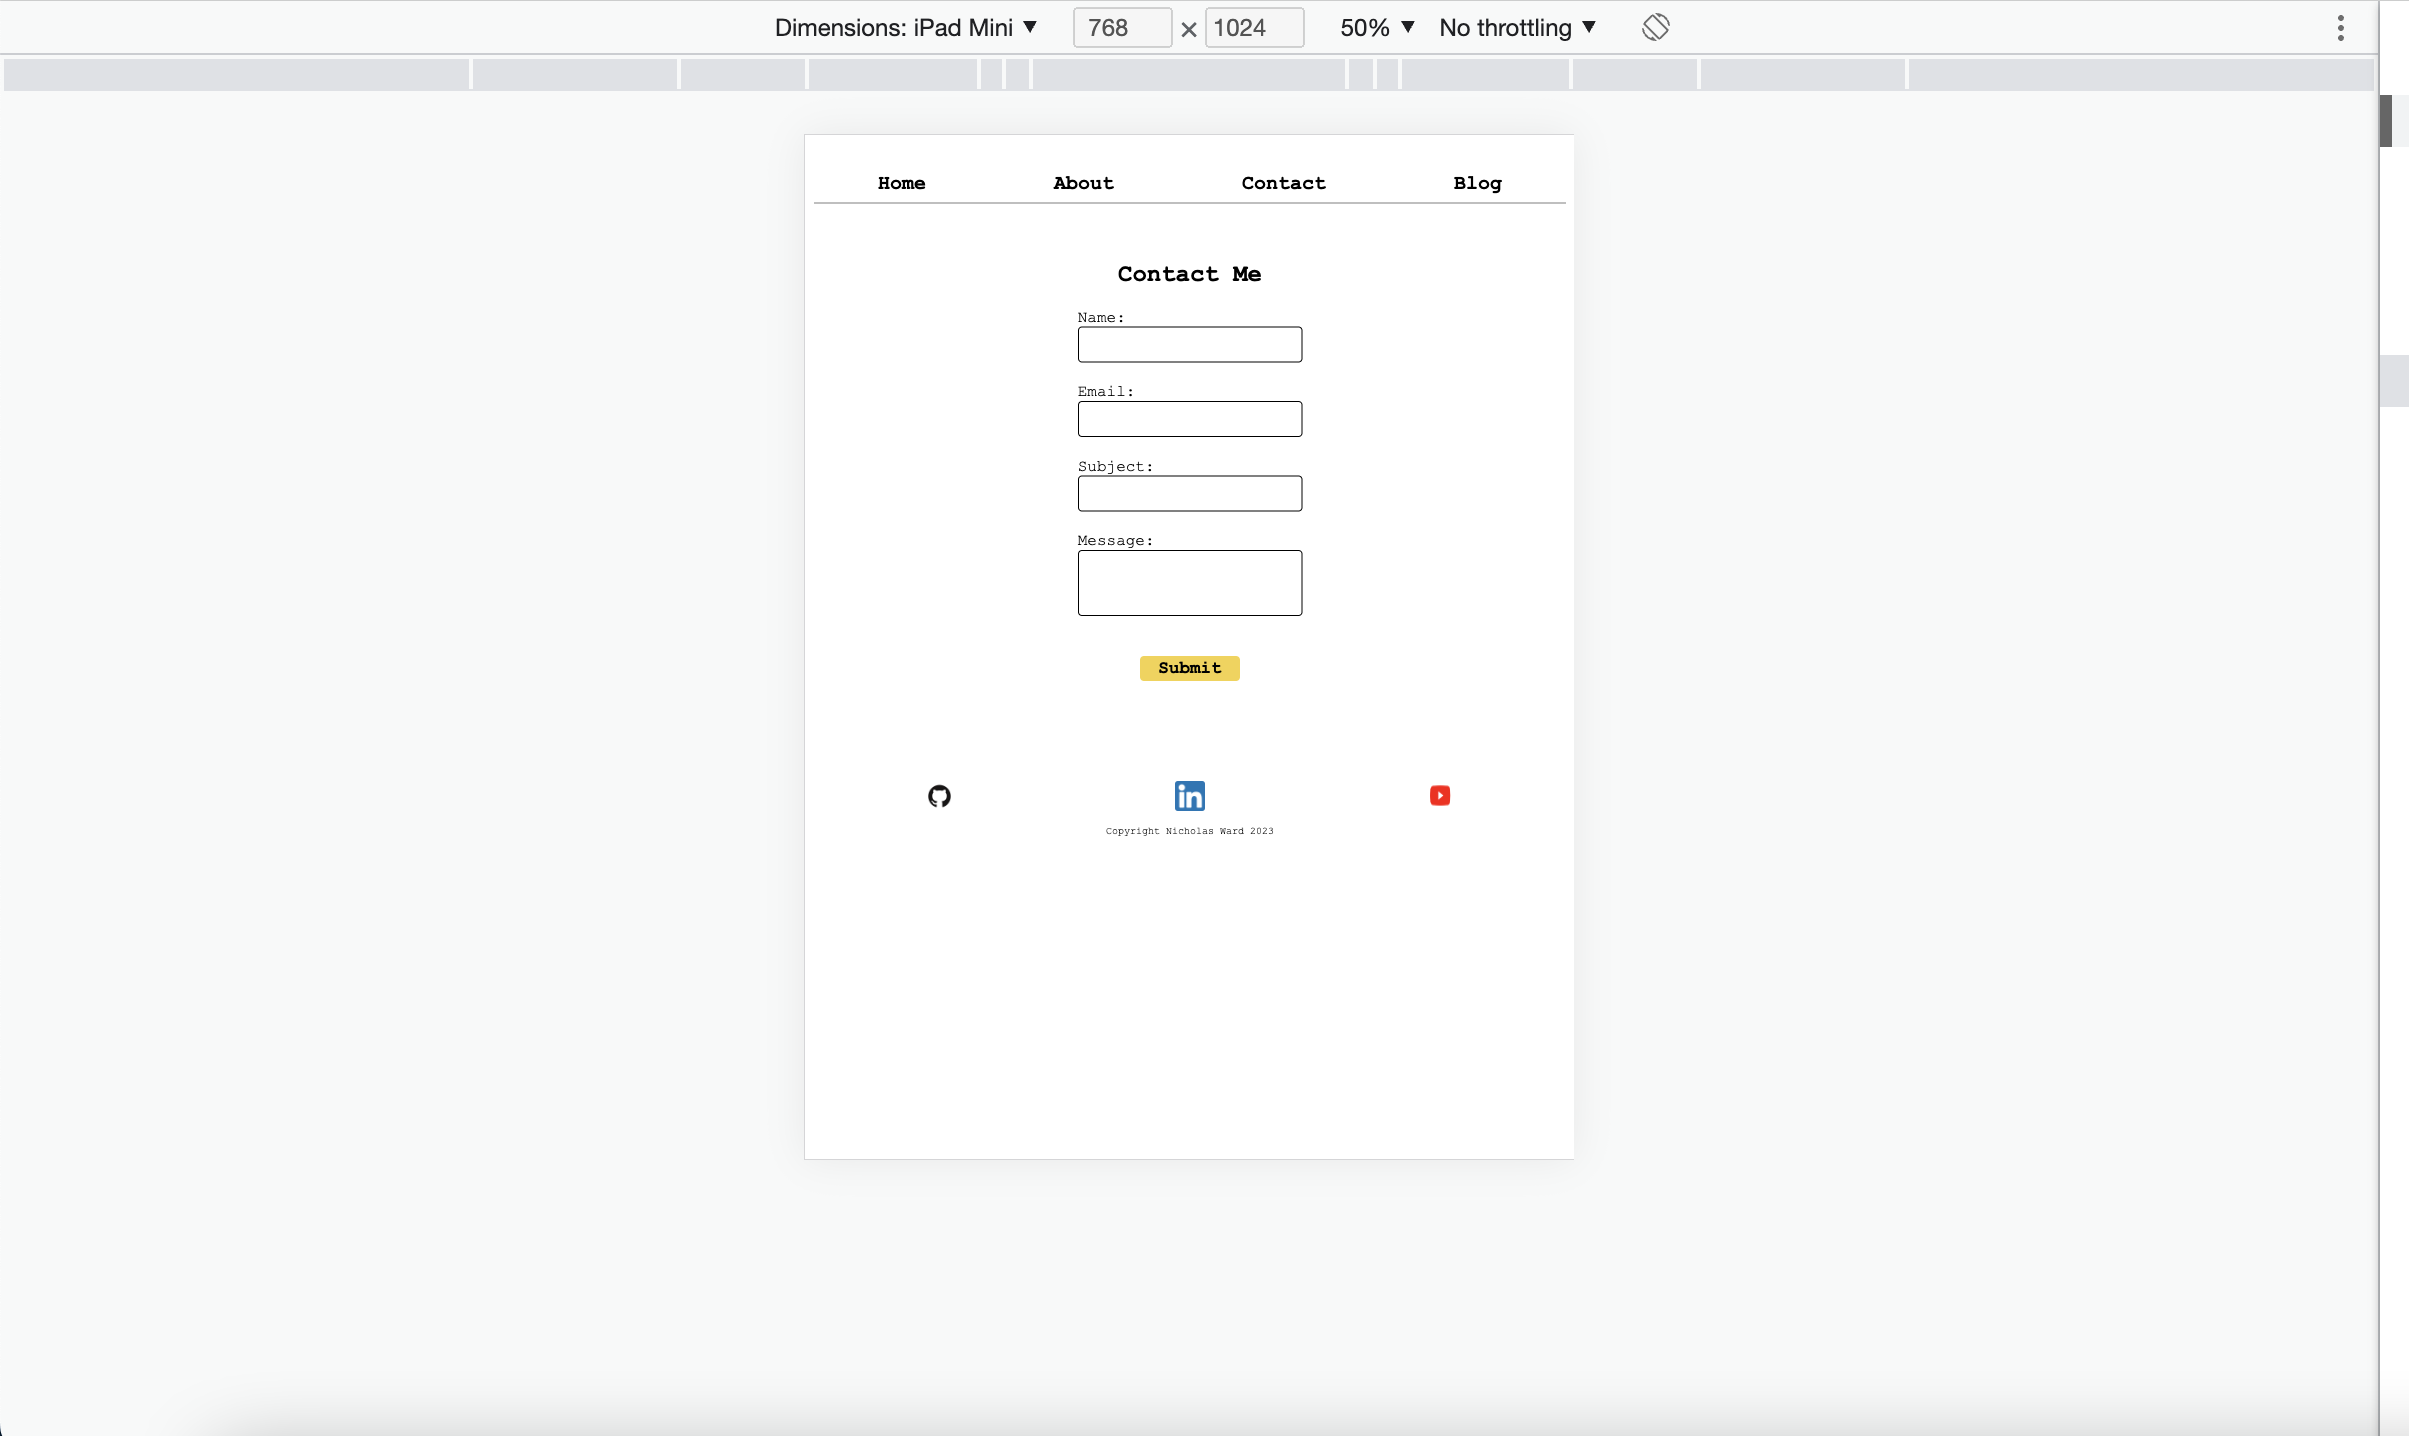 Dimensions: iPad Mini ▼ 768 × 1024 50% ▼ No throttling ▼
Home About Contact Blog
Contact Me
Name:
Email:
Subject:
Message:
Submit
in
Copyright Nicholas Ward 2023